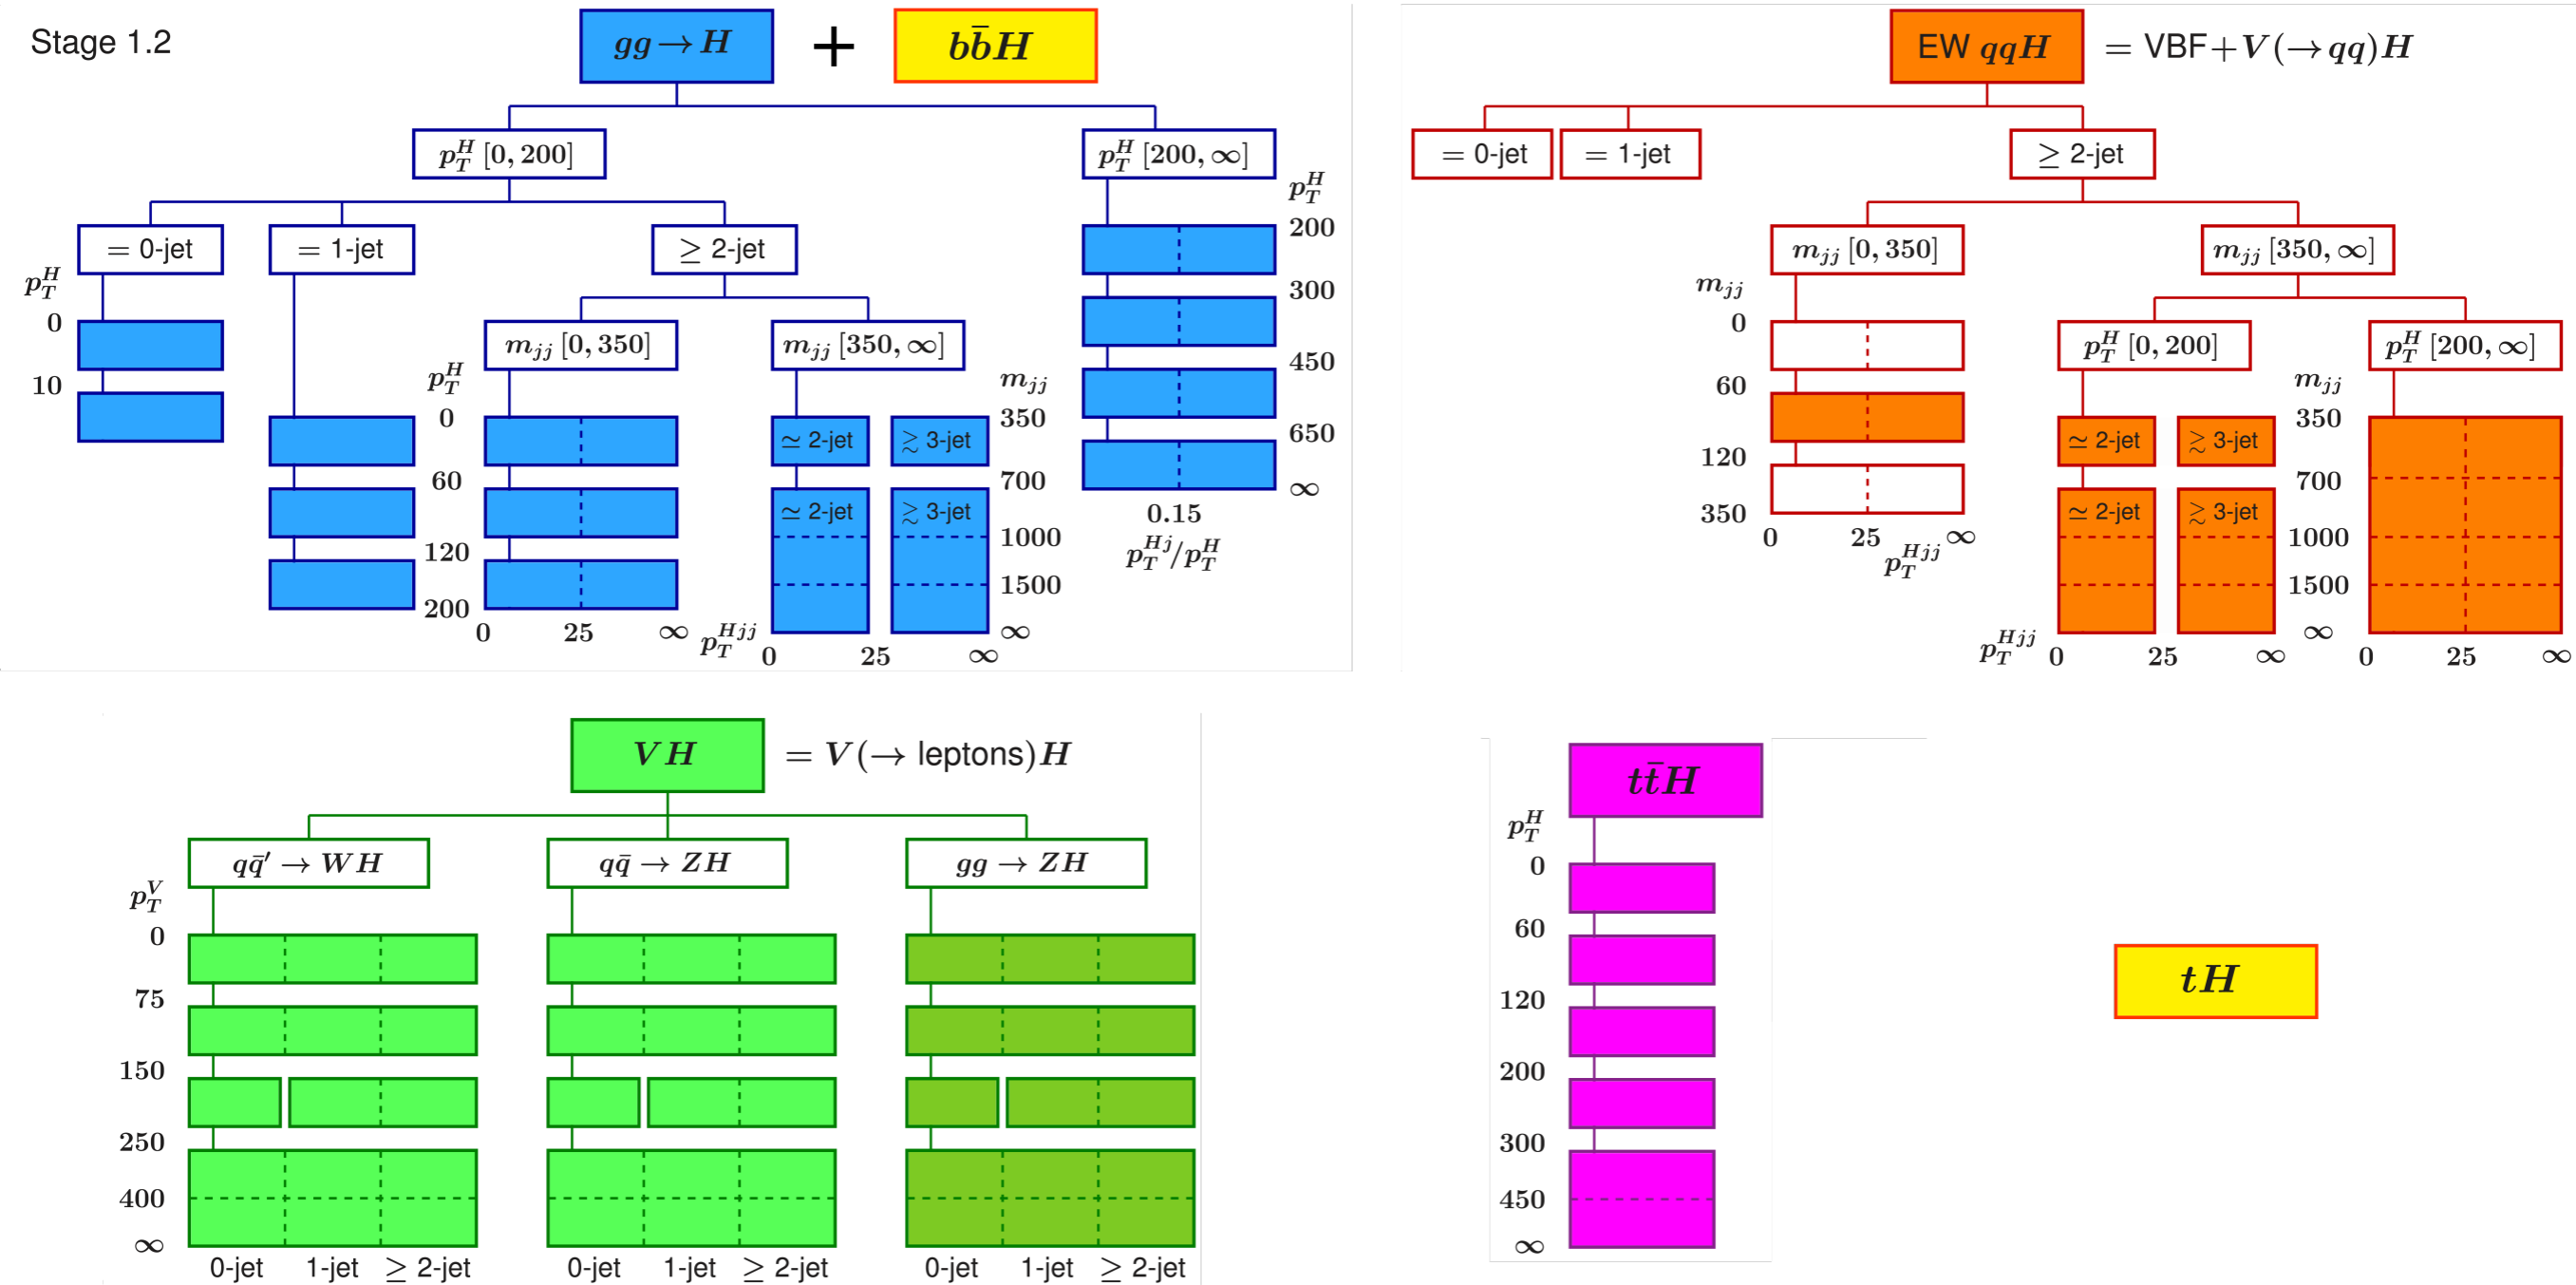 Stage 1.2
gg → H + bb̄H
p_T^H [0, 200]
p_T^H [200, ∞]
= 0-jet
= 1-jet
≥ 2-jet
p_T^H
0
10
m_jj [0, 350]
m_jj [350, ∞]
p_T^H
0
60
120
200
0 25 ∞
p_T^Hjj
≃ 2-jet ≳ 3-jet
≃ 2-jet ≳ 3-jet
m_jj
350
700
1000
1500
∞
0 25 ∞
p_T^H
200
300
450
650
∞
0.15
p_T^Hj/p_T^H
EW qqH = VBF+V(→qq)H
= 0-jet
= 1-jet
≥ 2-jet
m_jj [0, 350]
m_jj [350, ∞]
m_jj
0
60
120
350
0 25 ∞
p_T^Hjj
p_T^H [0, 200]
p_T^H [200, ∞]
≃ 2-jet ≳ 3-jet
≃ 2-jet ≳ 3-jet
m_jj
350
700
1000
1500
∞
p_T^Hjj
0 25 ∞
0 25 ∞
VH = V(→ leptons)H
qq̄′ → WH
qq̄ → ZH
gg → ZH
p_T^V
0
75
150
250
400
∞
0-jet 1-jet ≥ 2-jet
0-jet 1-jet ≥ 2-jet
0-jet 1-jet ≥ 2-jet
tt̄H
p_T^H
0
60
120
200
300
450
∞
tH